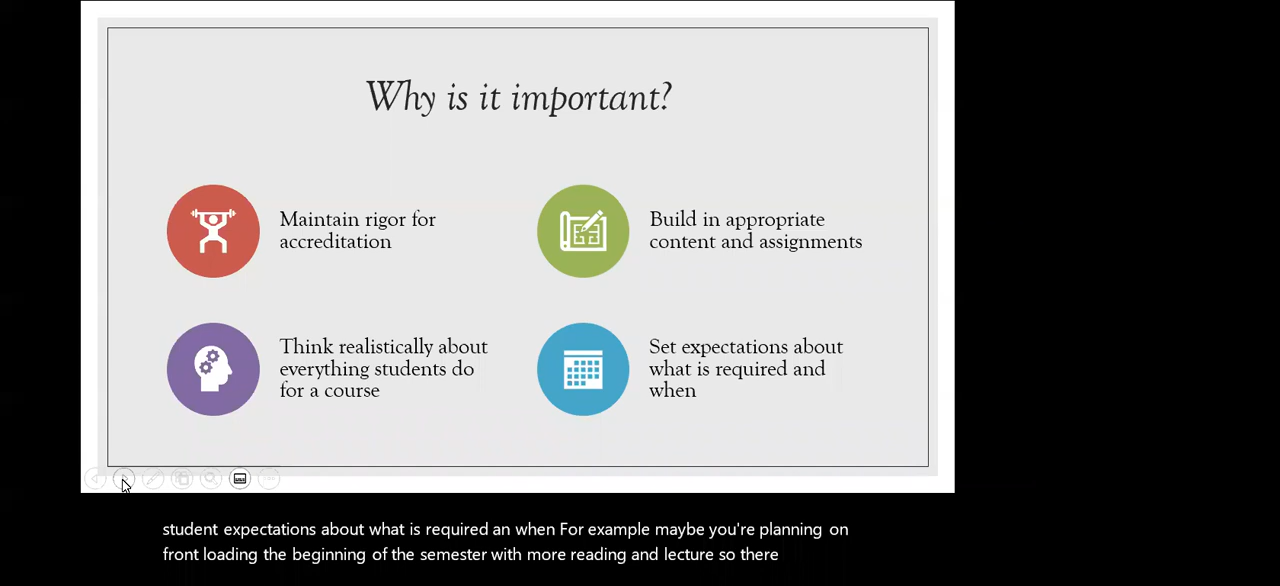 Why is it important?
Maintain rigor for
accreditation
Build in appropriate
content and assignments
Think realistically about
everything students do
for a course
Set expectations about
what is required and
when
student expectations about what is required an when For example maybe you're planning on
front loading the beginning of the semester with more reading and lecture so there